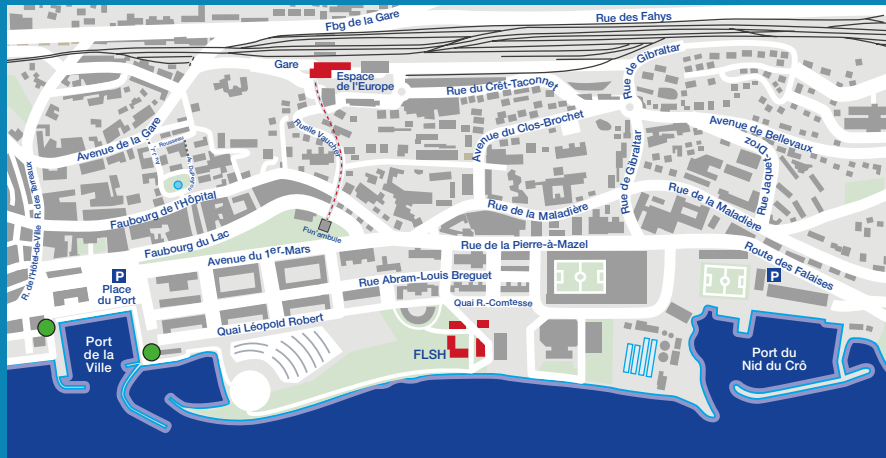 Fbg de la Gare
Rue des Fahys
Gare
Espace
de l'Europe
Rue du Crêt-Taconnet
Rue de Gibraltar
Ruelle Vaucher
Avenue du Clos-Brochet
Avenue de Bellevaux
Avenue de la Gare
Rousseau
Rue Jaquet-Droz
Rue de Gibraltar
R. des Terreaux
Faubourg de l'Hôpital
Rue de la Maladière
Rue de la Maladière
Fun'ambule
Faubourg du Lac
Avenue du 1er-Mars
Rue de la Pierre-à-Mazel
Route des Falaises
R. de l'Hôtel-de-Ville
P
Place
du Port
Rue Abram-Louis Breguet
P
Quai R.-Comtesse
Quai Léopold Robert
Port
de la
Ville
FLSH
Port du
Nid du Crô